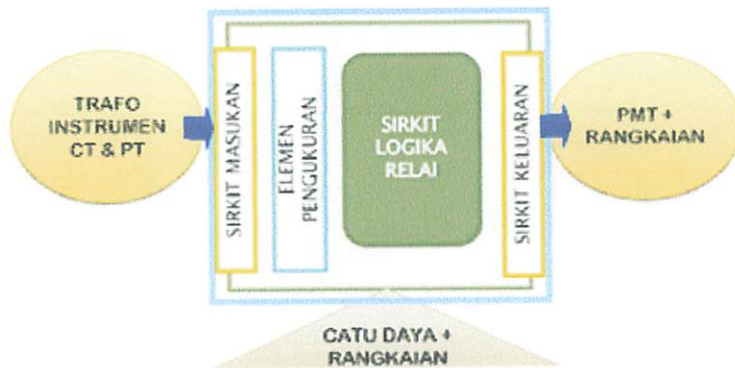 TRAFO
INSTRUMEN
CT & PT
SIRKIT MASUKAN
ELEMEN
PENGUKURAN
SIRKIT
LOGIKA
RELAI
SIRKIT KELUARAN
PMT +
RANGKAIAN
CATU DAYA +
RANGKAIAN